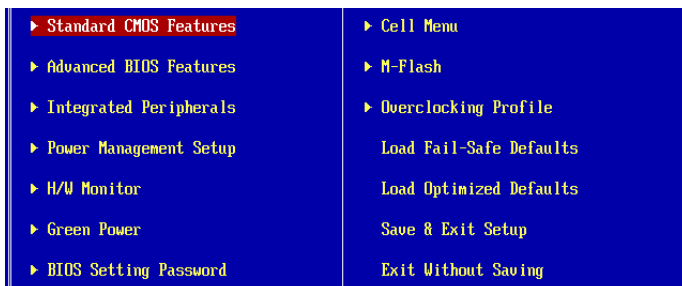 Standard CMOS Features
Advanced BIOS Features
Integrated Peripherals
Power Management Setup
H/W Monitor
Green Power
BIOS Setting Password
Cell Menu
M-Flash
Overclocking Profile
Load Fail-Safe Defaults
Load Optimized Defaults
Save & Exit Setup
Exit Without Saving